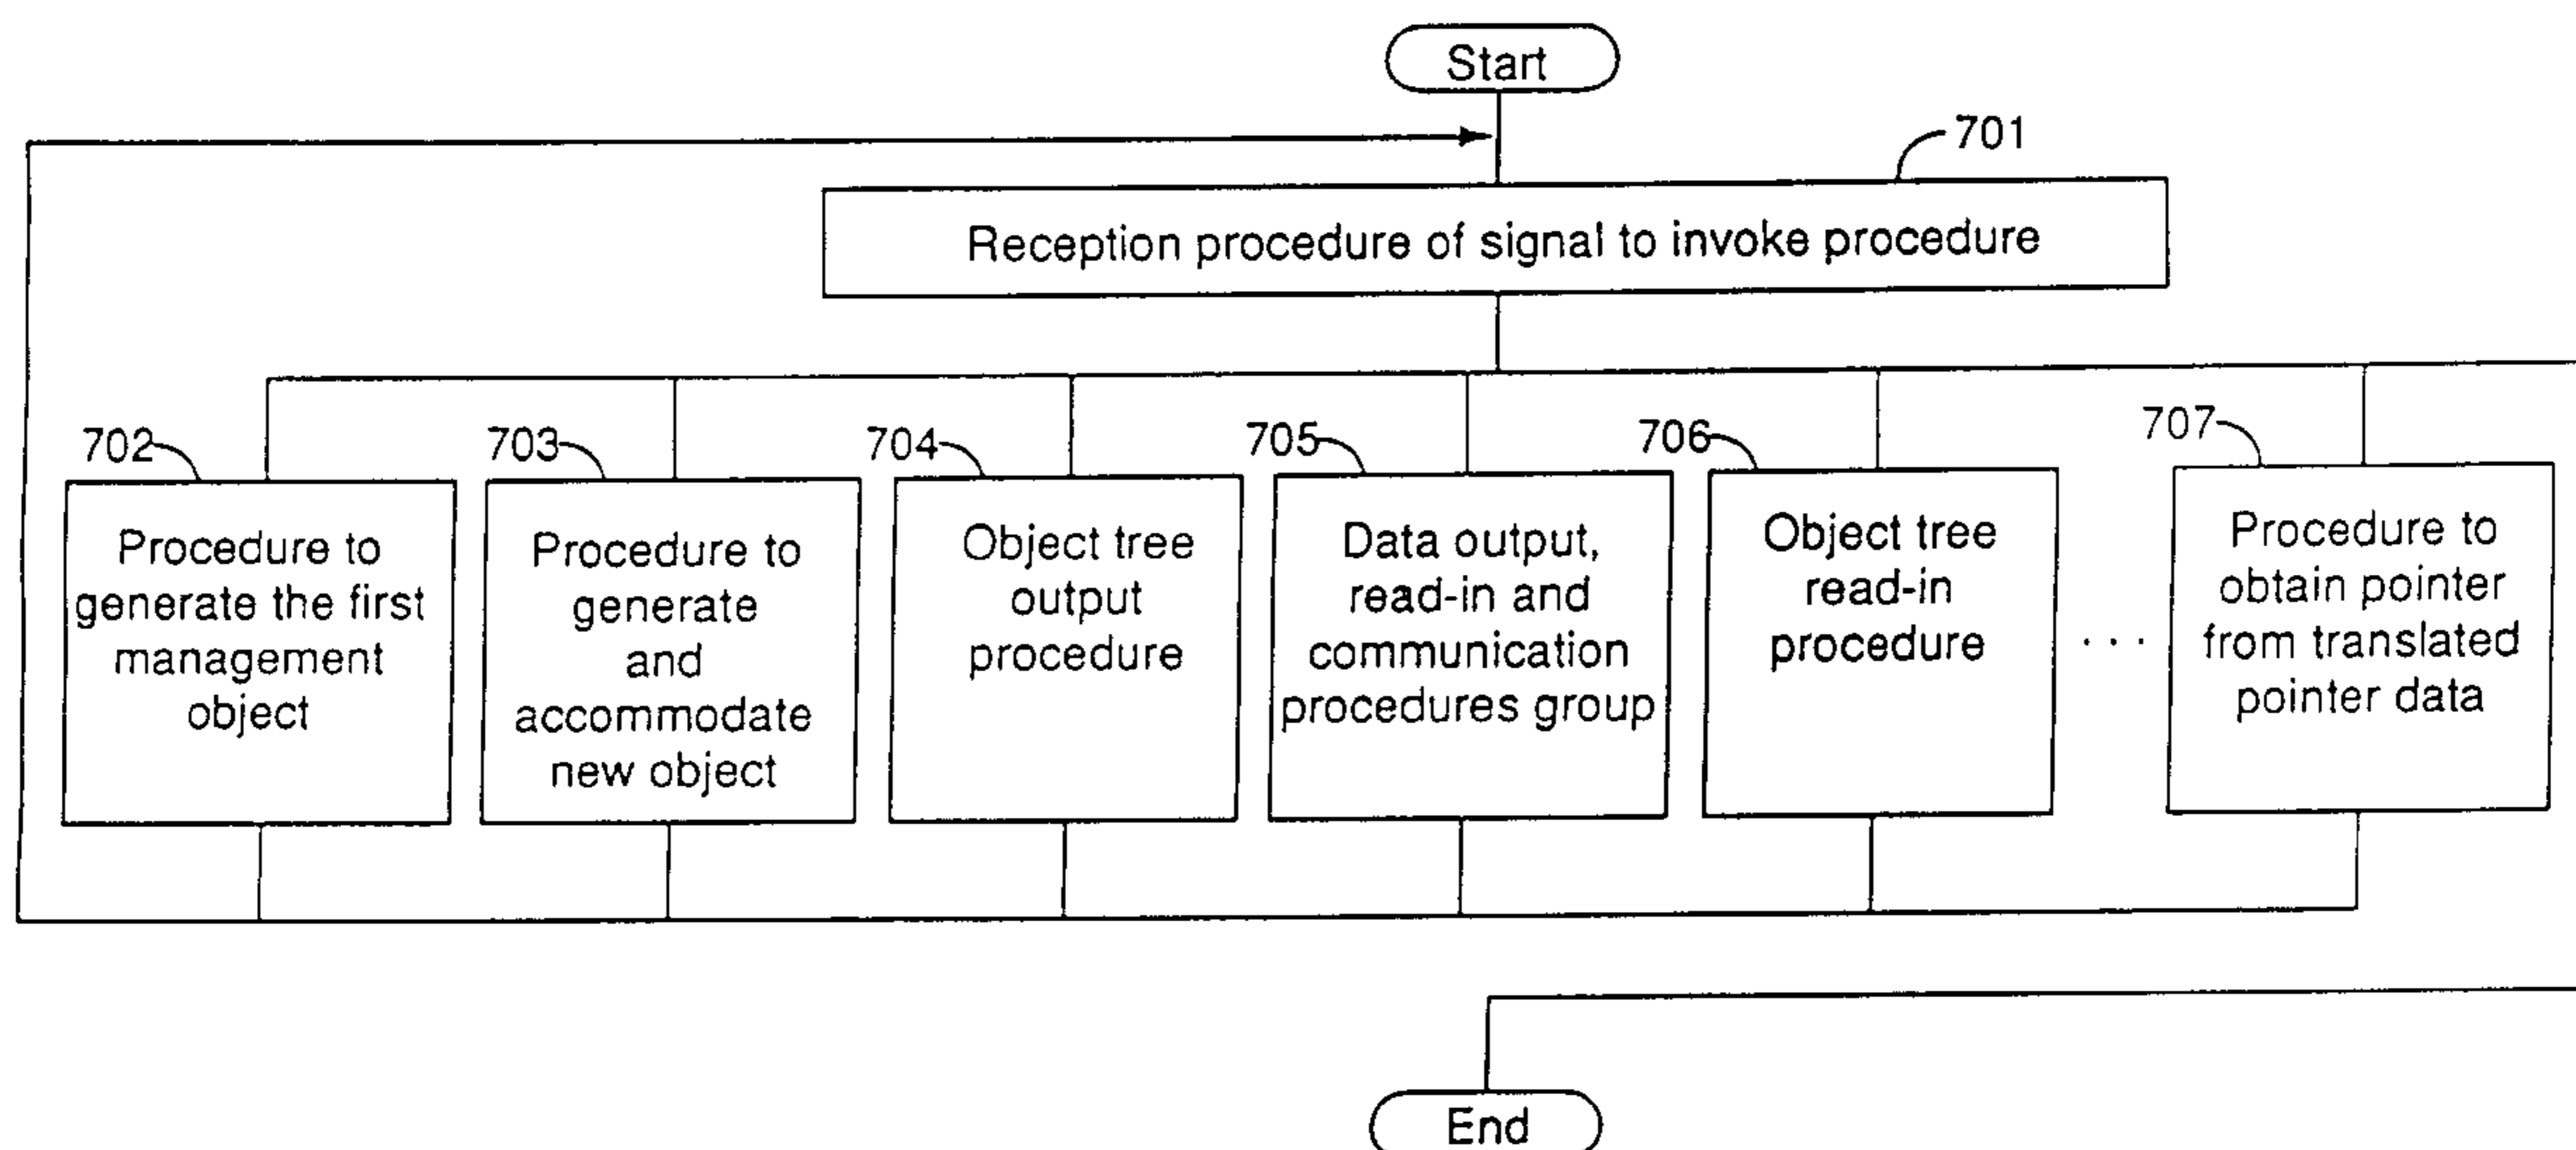 Start
701
Reception procedure of signal to invoke procedure
702
Procedure to
generate the first
management
object
703
Procedure to
generate
and
accommodate
new object
704
Object tree
output
procedure
705
Data output,
read-in and
communication
procedures group
706
Object tree
read-in
procedure
. . .
707
Procedure to
obtain pointer
from translated
pointer data
End